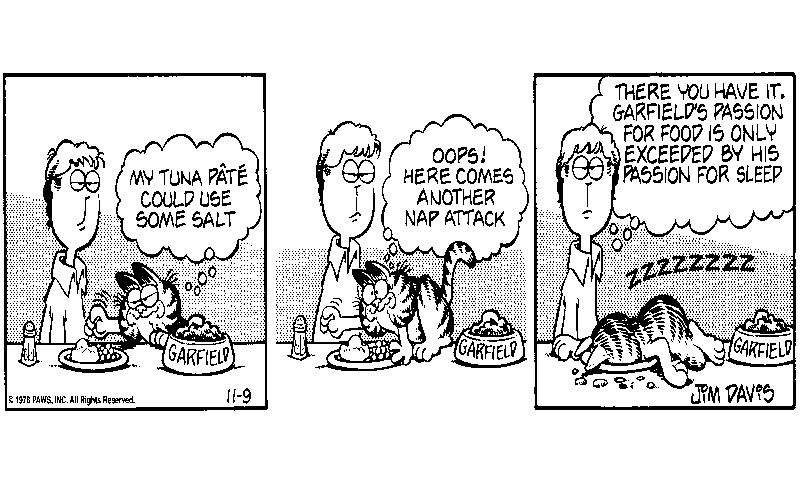 MY TUNA PÂTÉ
COULD USE
SOME SALT
GARFIELD
© 1978 PAWS, INC. All Rights Reserved.
11-9
OOPS!
HERE COMES
ANOTHER
NAP ATTACK
GARFIELD
THERE YOU HAVE IT.
GARFIELD'S PASSION
FOR FOOD IS ONLY
EXCEEDED BY HIS
PASSION FOR SLEEP
ZZZZZZZZ
GARFIELD
JIM DAVIS